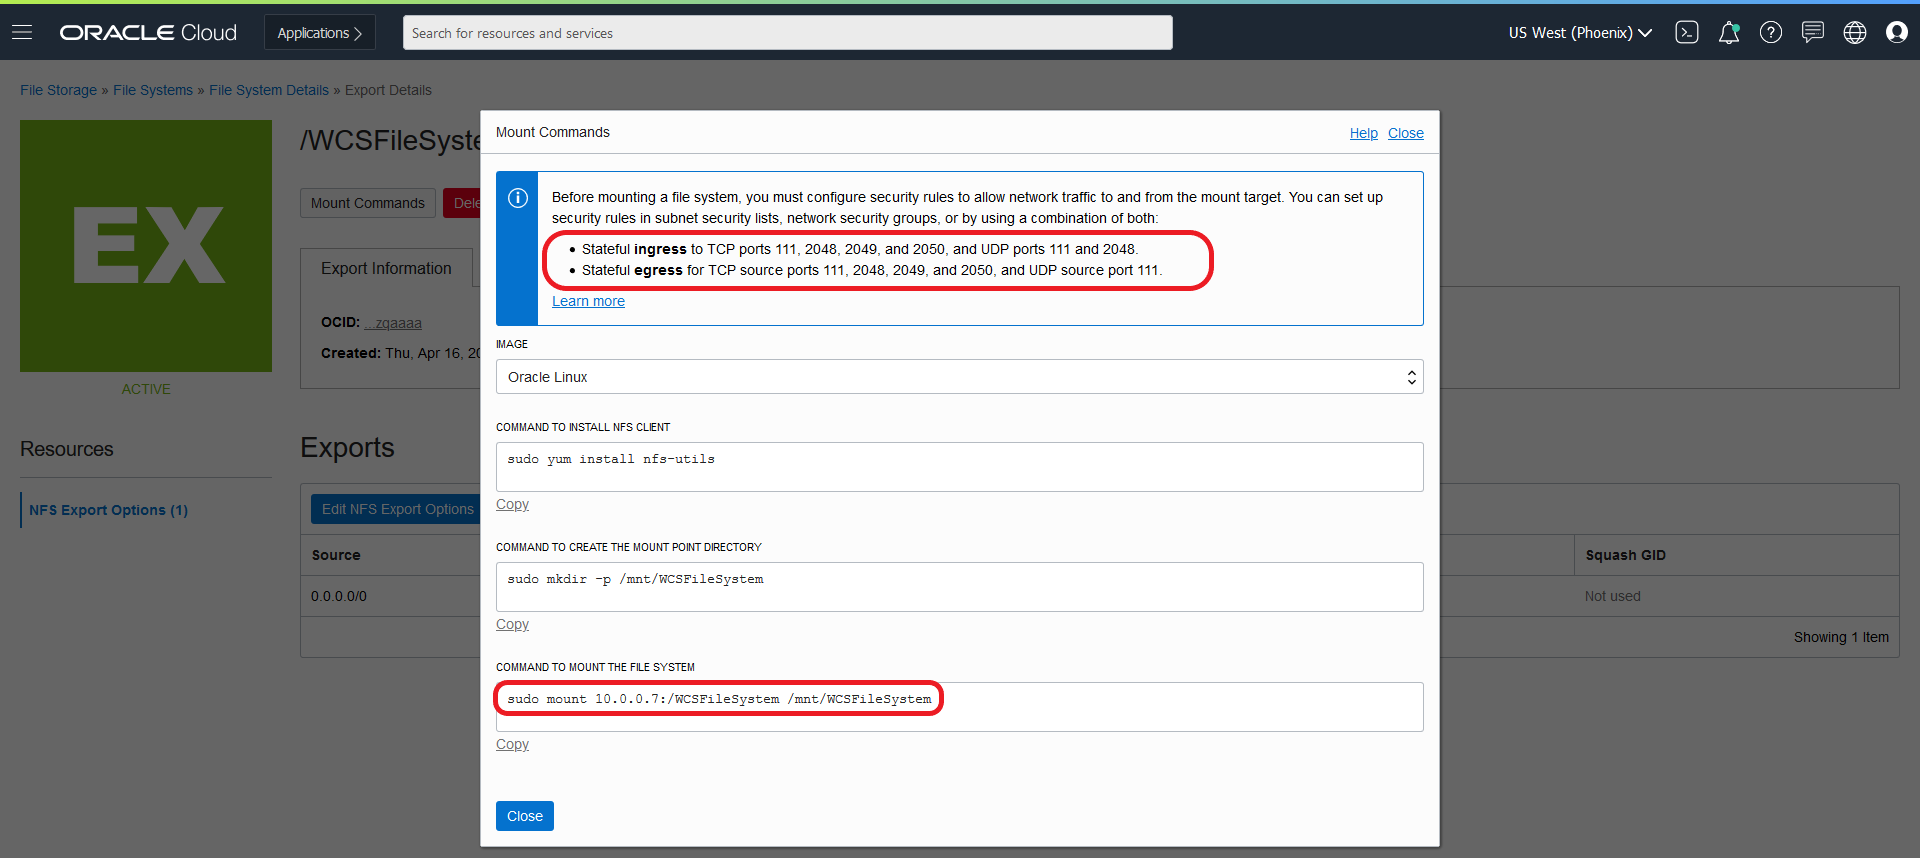 ORACLE Cloud
Applications
Search for resources and services
US West (Phoenix)
File Storage » File Systems » File System Details » Export Details
EX
ACTIVE
Resources
NFS Export Options (1)
/WCSFileSyste
Mount Commands
Dele
Export Information
OCID: ...zqaaaa
Created: Thu, Apr 16, 20
Exports
Edit NFS Export Options
Source
Squash GID
0.0.0.0/0
Not used
Showing 1 Item
Mount Commands
Help
Close
Before mounting a file system, you must configure security rules to allow network traffic to and from the mount target. You can set up
security rules in subnet security lists, network security groups, or by using a combination of both:
• Stateful ingress to TCP ports 111, 2048, 2049, and 2050, and UDP ports 111 and 2048.
• Stateful egress for TCP source ports 111, 2048, 2049, and 2050, and UDP source port 111.
Learn more
IMAGE
Oracle Linux
COMMAND TO INSTALL NFS CLIENT
sudo yum install nfs-utils
Copy
COMMAND TO CREATE THE MOUNT POINT DIRECTORY
sudo mkdir -p /mnt/WCSFileSystem
Copy
COMMAND TO MOUNT THE FILE SYSTEM
sudo mount 10.0.0.7:/WCSFileSystem /mnt/WCSFileSystem
Copy
Close